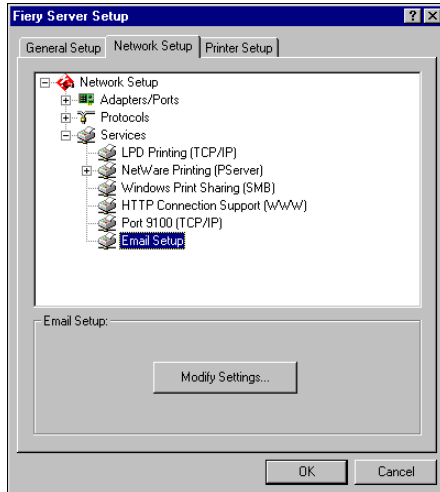 Fiery Server Setup
General Setup Network Setup Printer Setup
Network Setup
Adapters/Ports
Protocols
Services
LPD Printing (TCP/IP)
NetWare Printing (PServer)
Windows Print Sharing (SMB)
HTTP Connection Support (WWW)
Port 9100 (TCP/IP)
Email Setup
Email Setup:
Modify Settings...
OK Cancel